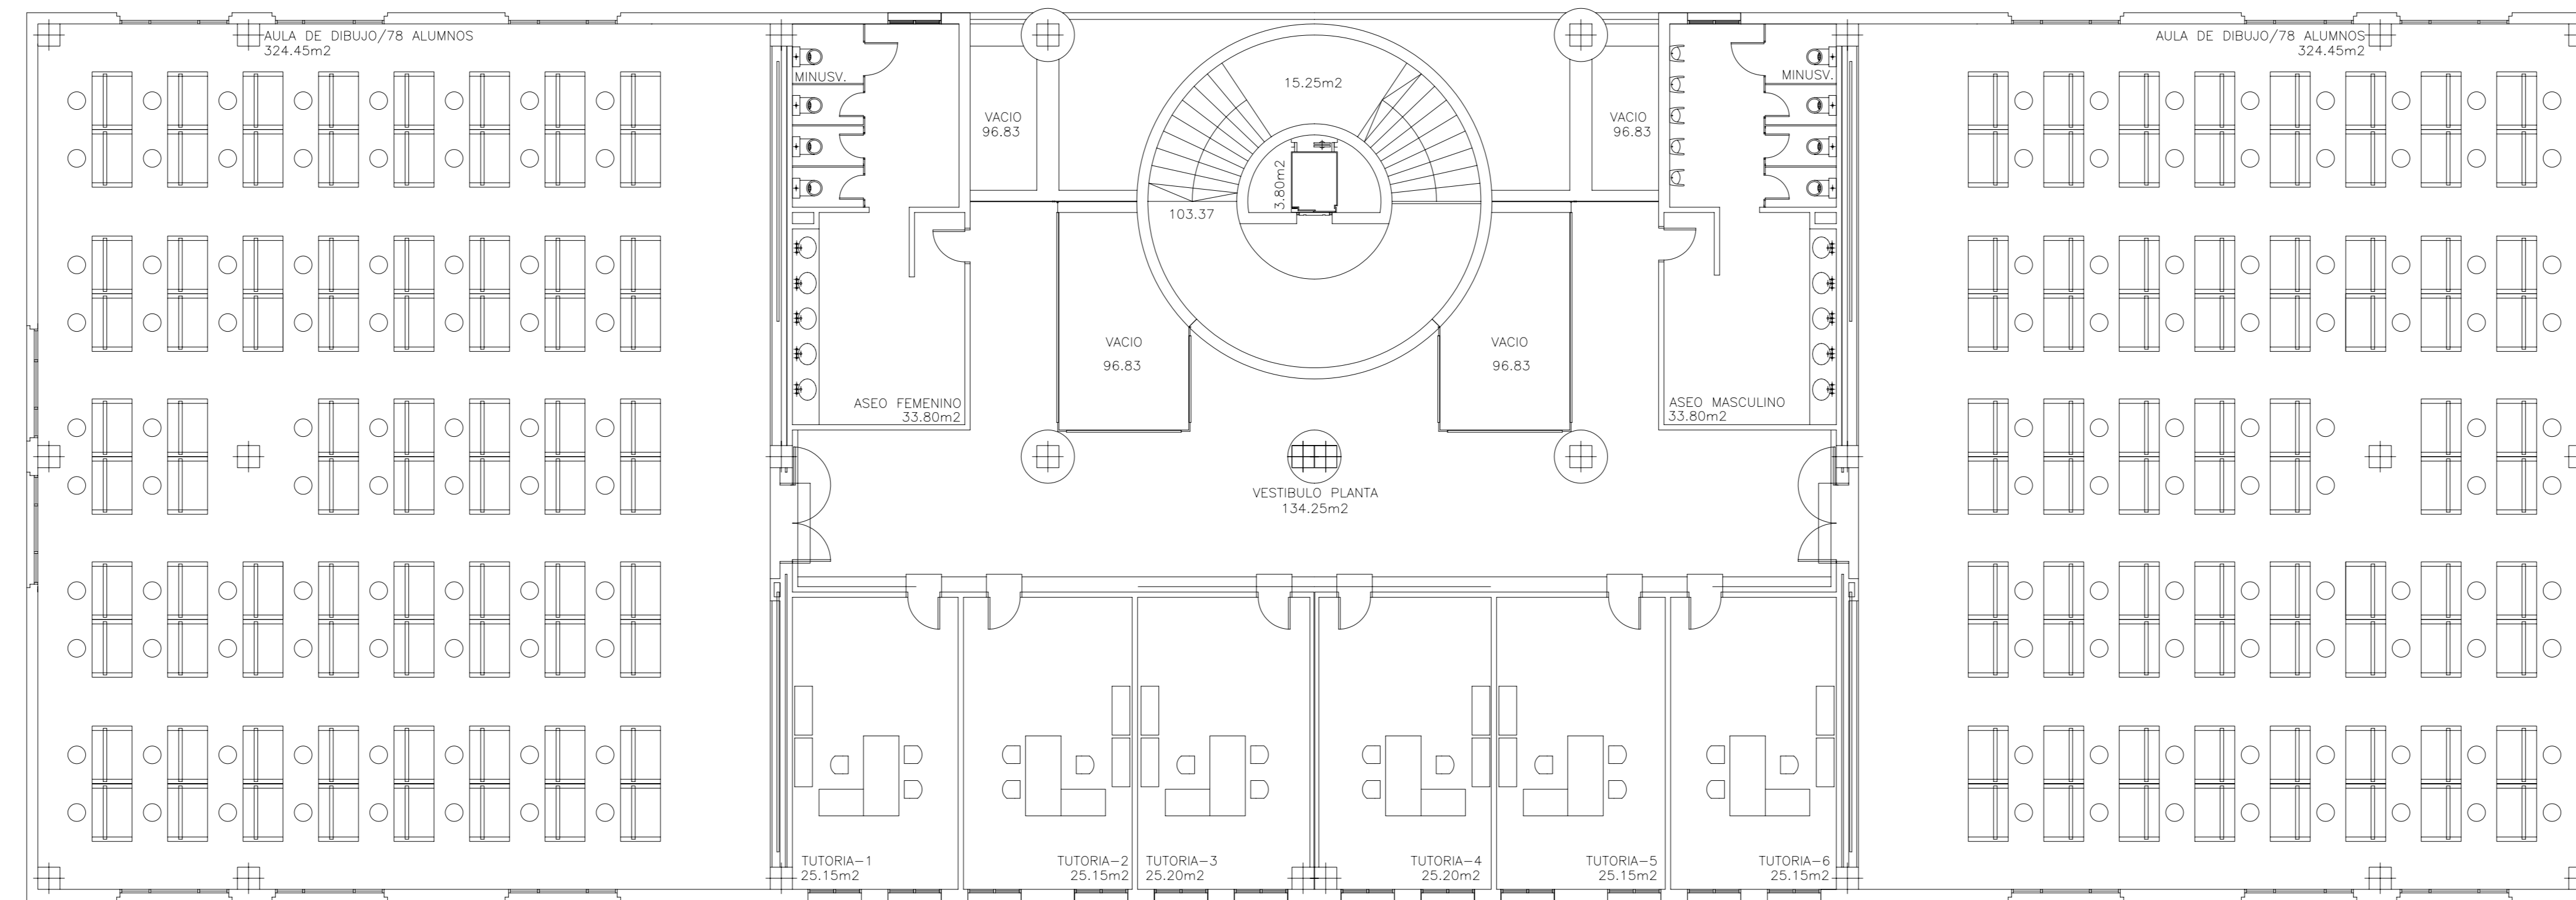 AULA DE DIBUJO/78 ALUMNOS
324.45m2
AULA DE DIBUJO/78 ALUMNOS
324.45m2
MINUSV.
MINUSV.
15.25m2
VACIO
96.83
VACIO
96.83
3.80m2
103.37
VACIO
96.83
VACIO
96.83
ASEO FEMENINO
33.80m2
ASEO MASCULINO
33.80m2
VESTIBULO PLANTA
134.25m2
TUTORIA-1
25.15m2
TUTORIA-2
25.15m2
TUTORIA-3
25.20m2
TUTORIA-4
25.20m2
TUTORIA-5
25.15m2
TUTORIA-6
25.15m2